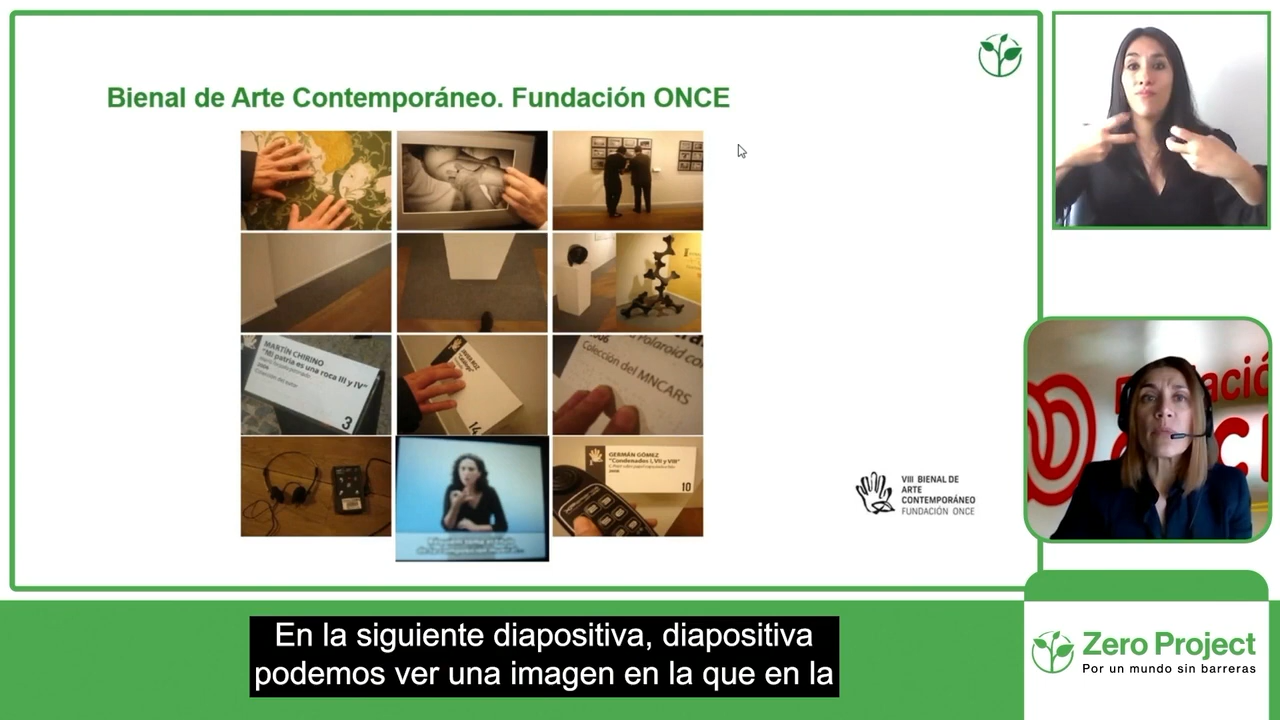 Bienal de Arte Contemporáneo. Fundación ONCE
MARTÍN CHIRINO
"Mi patria es una roca III y IV"
3
14
Polaroid
Colección del MNCARS
GERMÁN GÓMEZ
"Condenados I, VII y VIII"
10
VIII BIENAL DE
ARTE
CONTEMPORÁNEO
FUNDACIÓN ONCE
Zero Project
Por un mundo sin barreras
En la siguiente diapositiva, diapositiva
podemos ver una imagen en la que en la